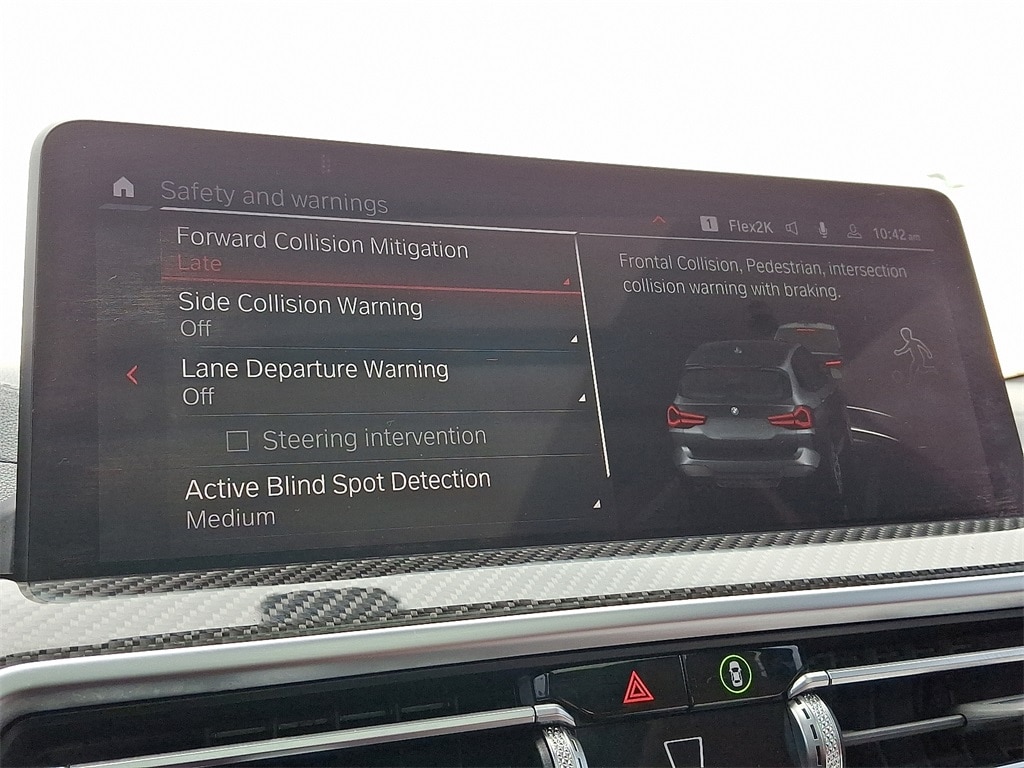 Safety and warnings
1 Flex2K 10:42 am
Forward Collision Mitigation
Late
Side Collision Warning
Off
Lane Departure Warning
Off
Steering intervention
Active Blind Spot Detection
Medium
Frontal Collision, Pedestrian, intersection
collision warning with braking.